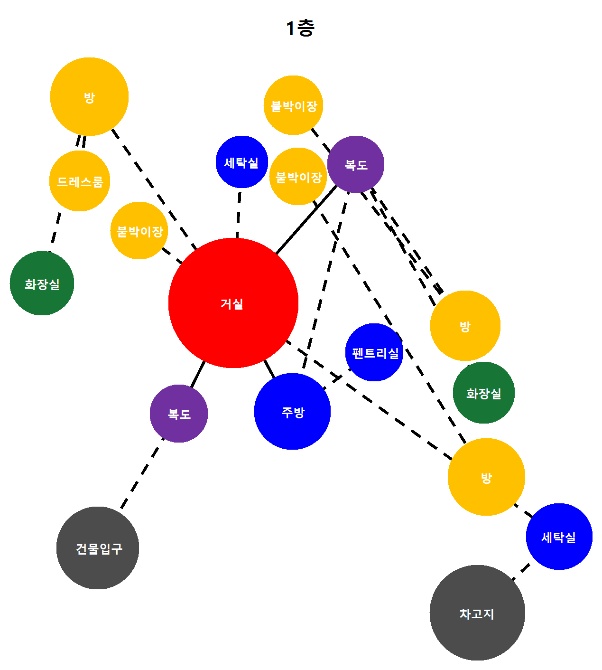 1층
방
붙박이장
세탁실
복도
드레스룸
붙박이장
붙박이장
화장실
거실
방
펜트리실
화장실
복도
주방
방
건물입구
세탁실
차고지